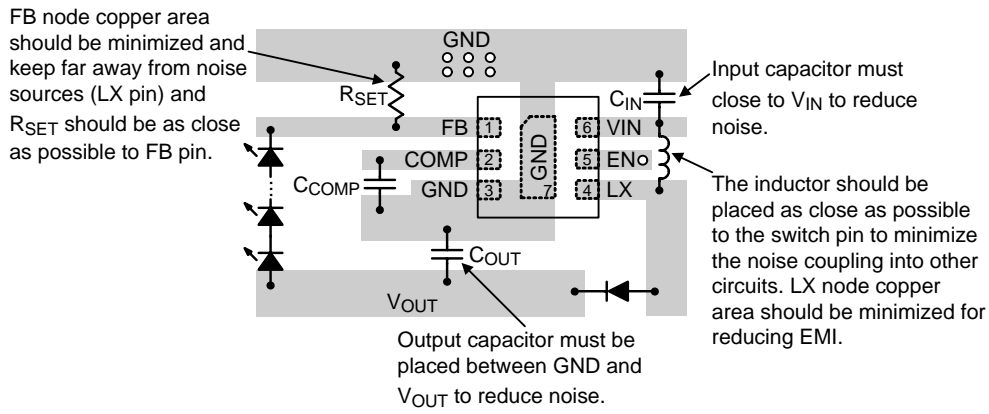 FB node copper area
should be minimized and
keep far away from noise
sources (LX pin) and
RSET should be as close
as possible to FB pin.
GND
RSET
CIN
Input capacitor must
close to VIN to reduce
noise.
FB 1
6 VIN
COMP 2
5 EN
GND 3
4 LX
GND
7
CCOMP
The inductor should be
placed as close as possible
to the switch pin to minimize
the noise coupling into other
circuits. LX node copper
area should be minimized for
reducing EMI.
COUT
VOUT
Output capacitor must be
placed between GND and
VOUT to reduce noise.